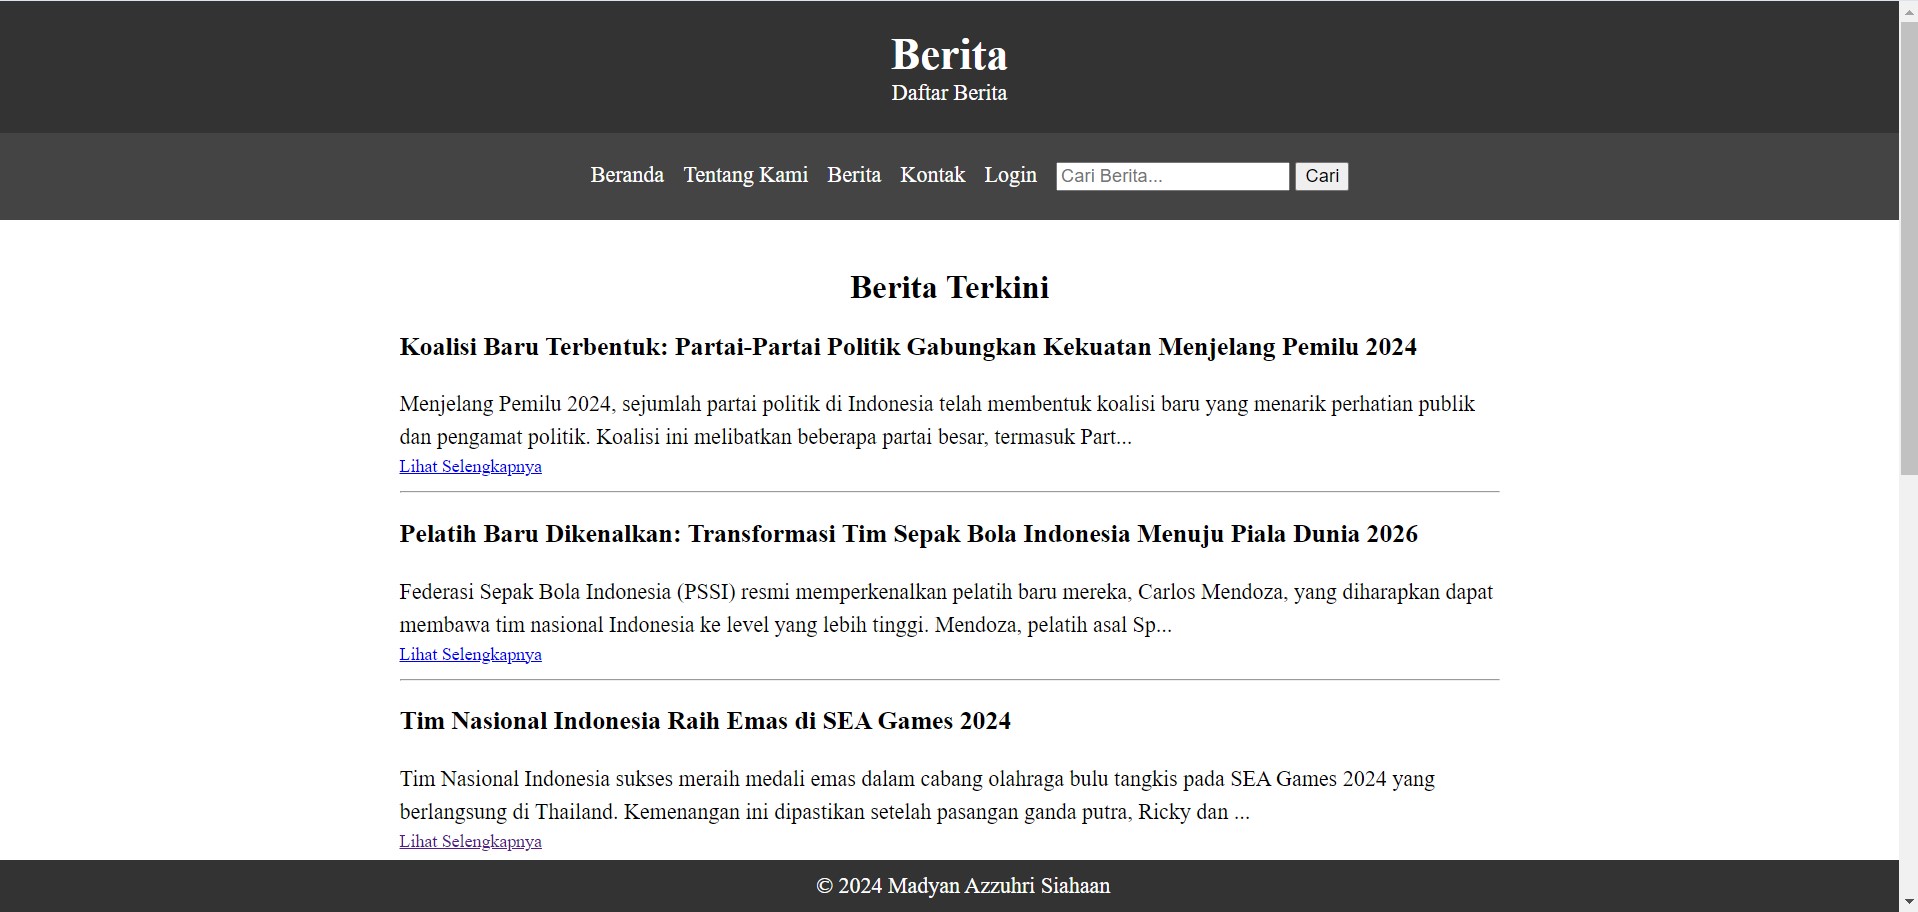 Berita
Daftar Berita
Beranda Tentang Kami Berita Kontak Login Cari Berita... Cari
Berita Terkini
Koalisi Baru Terbentuk: Partai-Partai Politik Gabungkan Kekuatan Menjelang Pemilu 2024
Menjelang Pemilu 2024, sejumlah partai politik di Indonesia telah membentuk koalisi baru yang menarik perhatian publik
dan pengamat politik. Koalisi ini melibatkan beberapa partai besar, termasuk Part...
Lihat Selengkapnya
Pelatih Baru Dikenalkan: Transformasi Tim Sepak Bola Indonesia Menuju Piala Dunia 2026
Federasi Sepak Bola Indonesia (PSSI) resmi memperkenalkan pelatih baru mereka, Carlos Mendoza, yang diharapkan dapat
membawa tim nasional Indonesia ke level yang lebih tinggi. Mendoza, pelatih asal Sp...
Lihat Selengkapnya
Tim Nasional Indonesia Raih Emas di SEA Games 2024
Tim Nasional Indonesia sukses meraih medali emas dalam cabang olahraga bulu tangkis pada SEA Games 2024 yang
berlangsung di Thailand. Kemenangan ini dipastikan setelah pasangan ganda putra, Ricky dan ...
Lihat Selengkapnya
© 2024 Madyan Azzuhri Siahaan